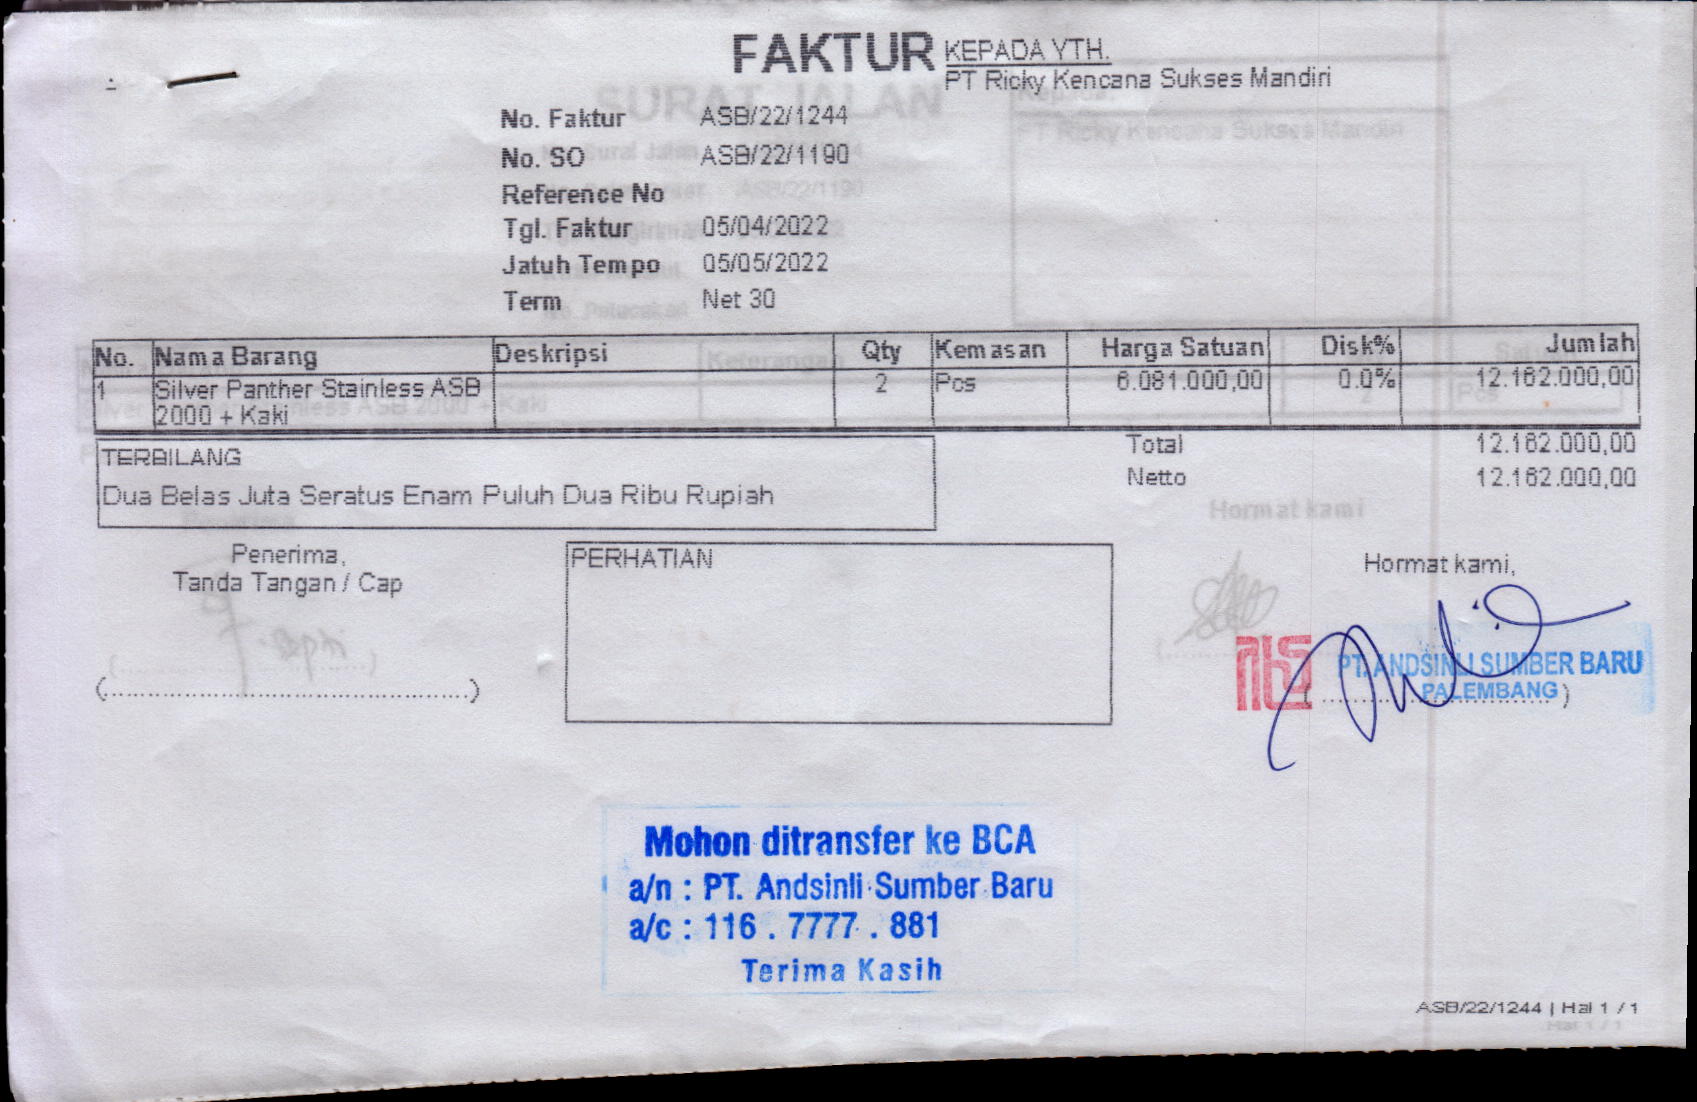 FAKTUR
KEPADA YTH.
PT Ricky Kencana Sukses Mandiri
No. Faktur ASB/22/1244
No. SO ASB/22/1190
Reference No
Tgl. Faktur 05/04/2022
Jatuh Tempo 05/05/2022
Term Net 30
No. Nama Barang Deskripsi Qty Kemasan Harga Satuan Disk% Jumlah
1 Silver Panther Stainless ASB 2 Pcs 6.081.000,00 0.0% 12.162.000,00
2000 + Kaki
Total 12.162.000,00
TERBILANG
Netto 12.162.000,00
Dua Belas Juta Seratus Enam Puluh Dua Ribu Rupiah
Penerima,
Tanda Tangan / Cap
(..............................................)
PERHATIAN
Hormat kami,
PT. ANDSINLI SUMBER BARU
PALEMBANG
Mohon ditransfer ke BCA
a/n : PT. Andsinli Sumber Baru
a/c : 116 . 7777 . 881
Terima Kasih
ASB/22/1244 | Hal 1 / 1